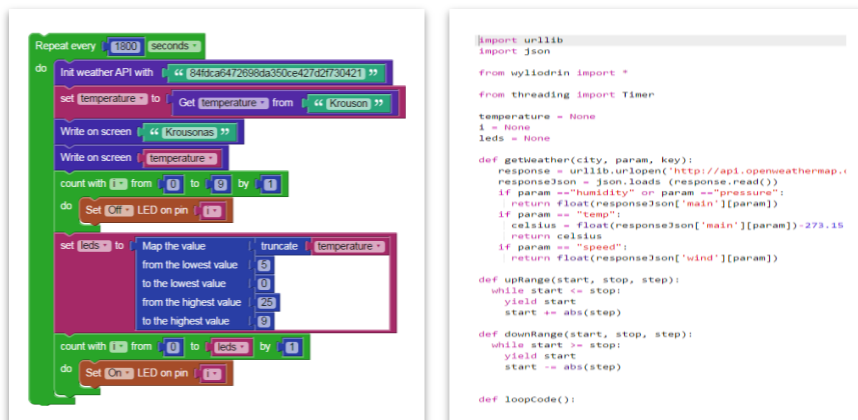 Repeat every 1800 seconds
do Init weather API with “ 84fdca6472698da350ce427d2f730421 ”
set temperature to Get temperature from “ Krouson ”
Write on screen “ Krousonas ”
Write on screen temperature
count with i from 0 to 9 by 1
do Set Off LED on pin i
set leds to Map the value truncate temperature
from the lowest value 5
to the lowest value 0
from the highest value 25
to the highest value 9
count with i from 0 to leds by 1
do Set On LED on pin i
import urllib
import json
from wyliodrin import *
from threading import Timer
temperature = None
i = None
leds = None
def getWeather(city, param, key):
response = urllib.urlopen('http://api.openweathermap.
responseJson = json.loads (response.read())
if param =="humidity" or param =="pressure":
return float(responseJson['main'][param])
if param == "temp":
celsius = float(responseJson['main'][param])-273.15
return celsius
if param == "speed":
return float(responseJson['wind'][param])
def upRange(start, stop, step):
while start <= stop:
yield start
start += abs(step)
def downRange(start, stop, step):
while start >= stop:
yield start
start -= abs(step)
def loopCode():